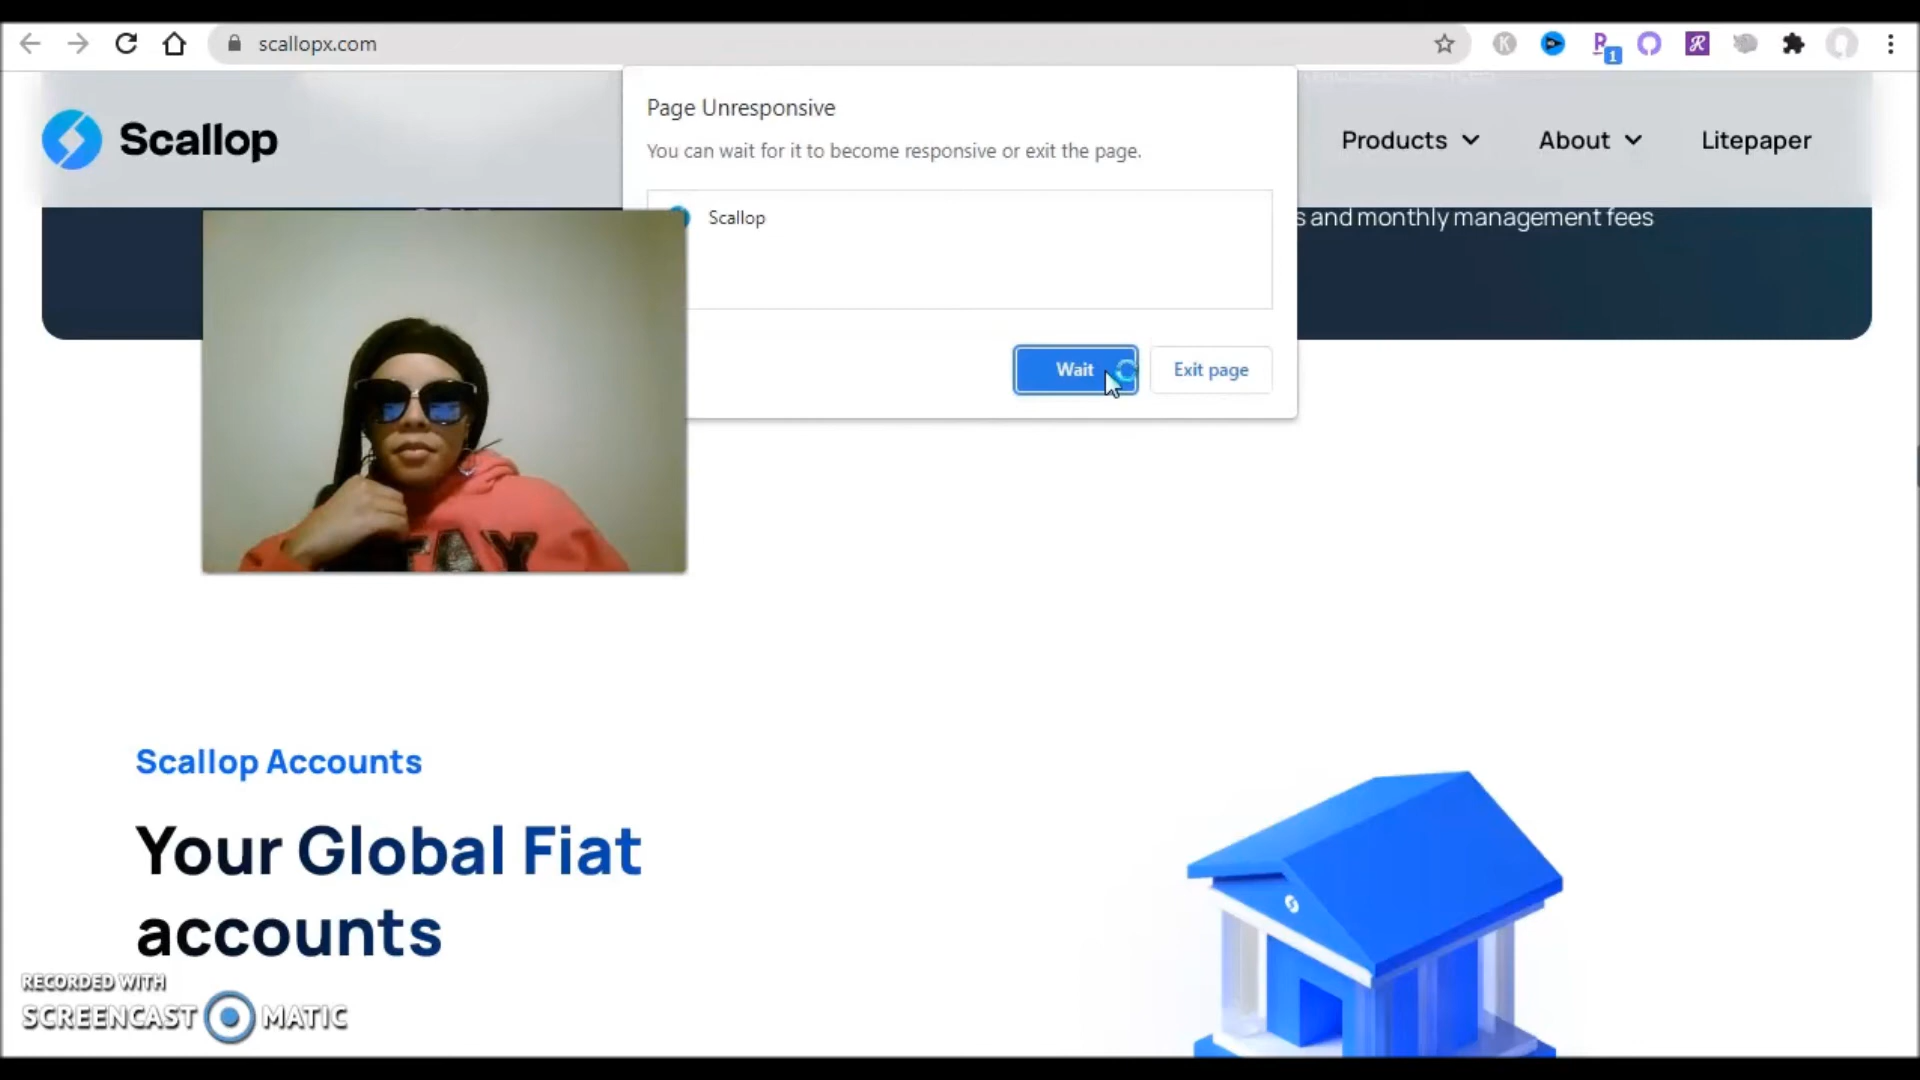 scallopx.com
1
Page Unresponsive
You can wait for it to become responsive or exit the page.
Scallop
Wait
Exit page
Scallop
Products
About
Litepaper
s and monthly management fees
TAY
Scallop Accounts
Your Global Fiat
accounts
RECORDED WITH
SCREENCAST MATIC